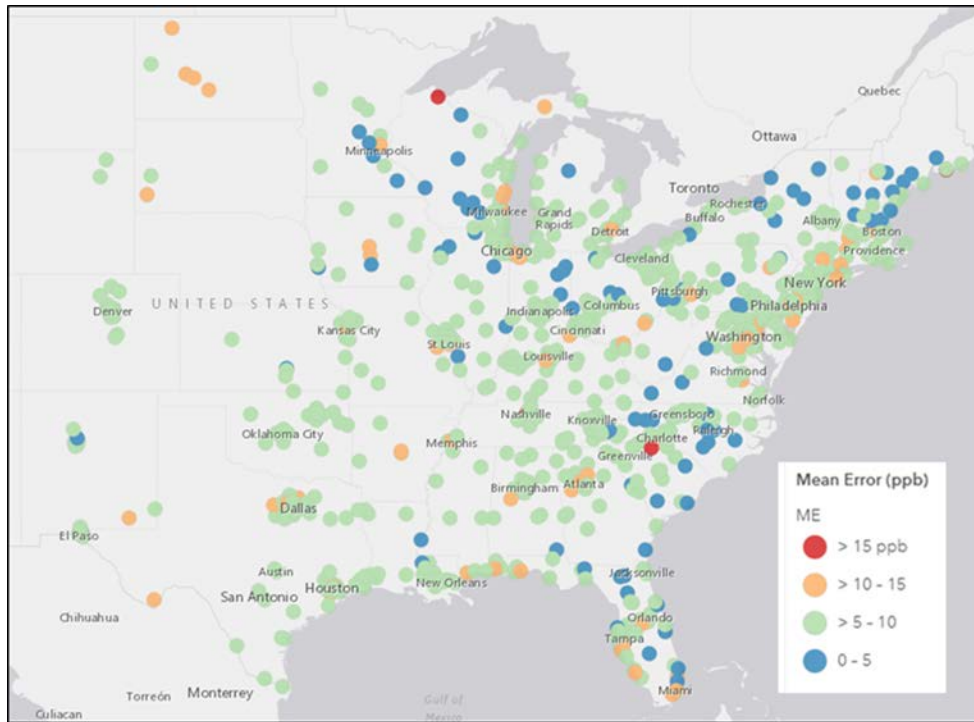 Quebec
Ottawa
Minneapolis
Toronto
Rochester
Buffalo
Albany
Boston
Providence
Milwaukee
Grand
Rapids
Detroit
Chicago
Cleveland
New York
Pittsburgh
Philadelphia
UNITED STATES
Denver
Indianapolis
Columbus
Kansas City
Cincinnati
St Louis
Washington
Louisville
Richmond
Norfolk
Nashville
Knoxville
Greensboro
Oklahoma City
Memphis
Charlotte
Raleigh
Greenville
Birmingham
Atlanta
Dallas
El Paso
Austin
Houston
New Orleans
Jacksonville
San Antonio
Chihuahua
Orlando
Tampa
Torreón
Monterrey
Miami
Culiacan
Gulf of
Mexico
Mean Error (ppb)
ME
> 15 ppb
> 10 - 15
> 5 - 10
0 - 5